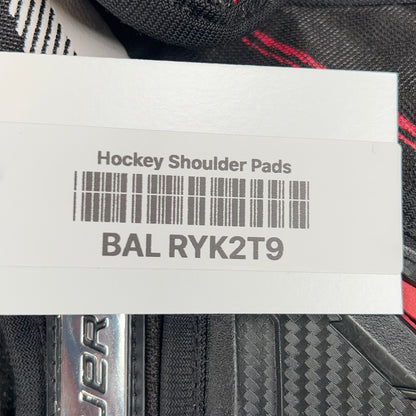 Hockey Shoulder Pads
BAL RYK2T9